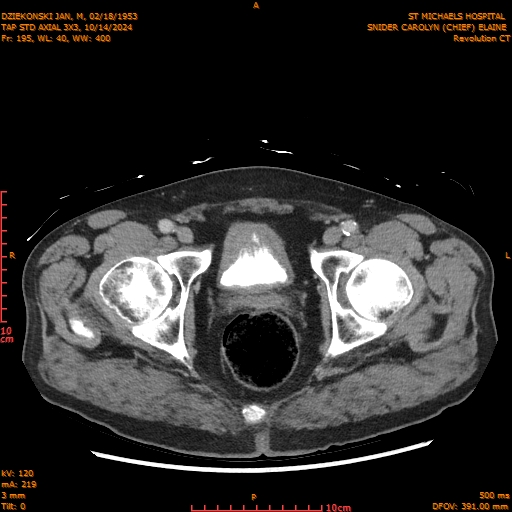 A
DZIEKONSKI JAN, M, 02/18/1953
TAP STD AXIAL 3X3, 10/14/2024
Fr: 195, WL: 40, WW: 400
ST MICHAELS HOSPITAL
SNIDER CAROLYN (CHIEF) ELAINE
Revolution CT
R
L
10
cm
kV: 120
mA: 219
3 mm
Tilt: 0
P
10cm
500 ms
DFOV: 391.00 mm